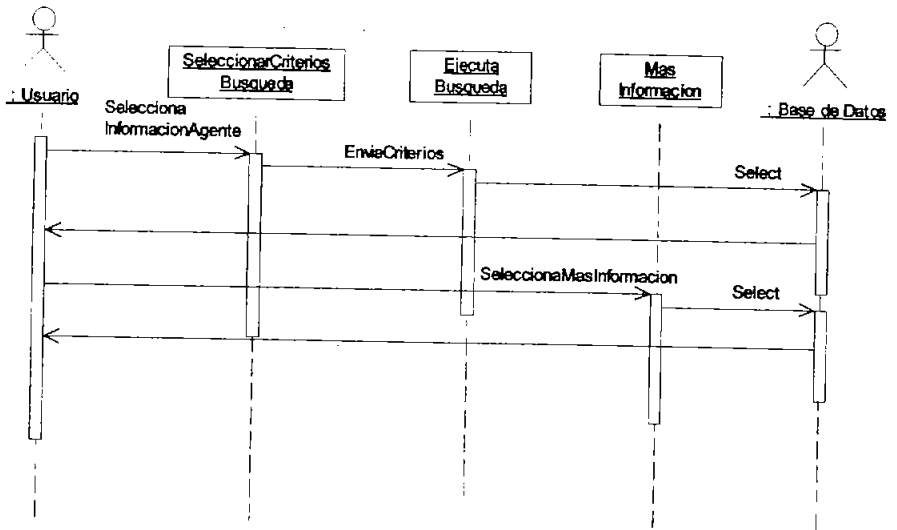 SeleccionarCriterios
Busqueda
Ejecuta
Busqueda
Mas
Informacion
: Usuario
: Base de Datos
Selecciona
InformacionAgente
EnviaCriterios
Select
SeleccionaMasInformacion
Select